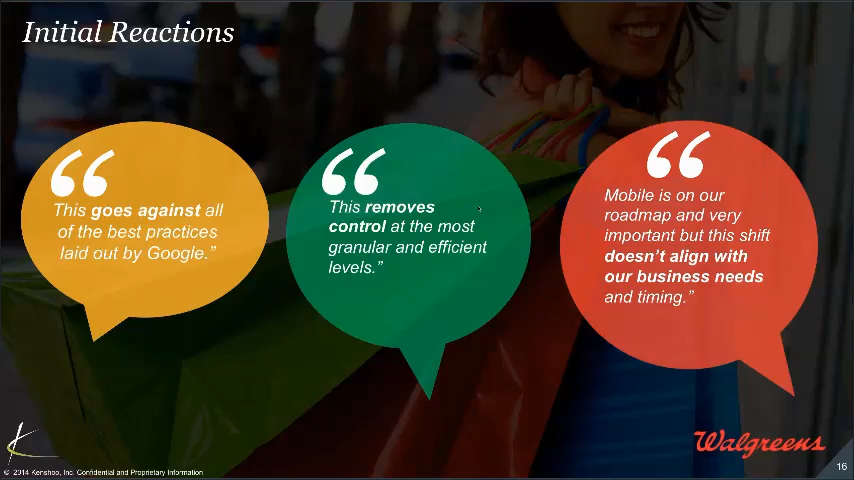 Initial Reactions
This goes against all
of the best practices
laid out by Google.”
This removes
control at the most
granular and efficient
levels.”
Mobile is on our
roadmap and very
important but this shift
doesn’t align with
our business needs
and timing.”
Walgreens
© 2014 Kenshoo, Inc. Confidential and Proprietary Information
16